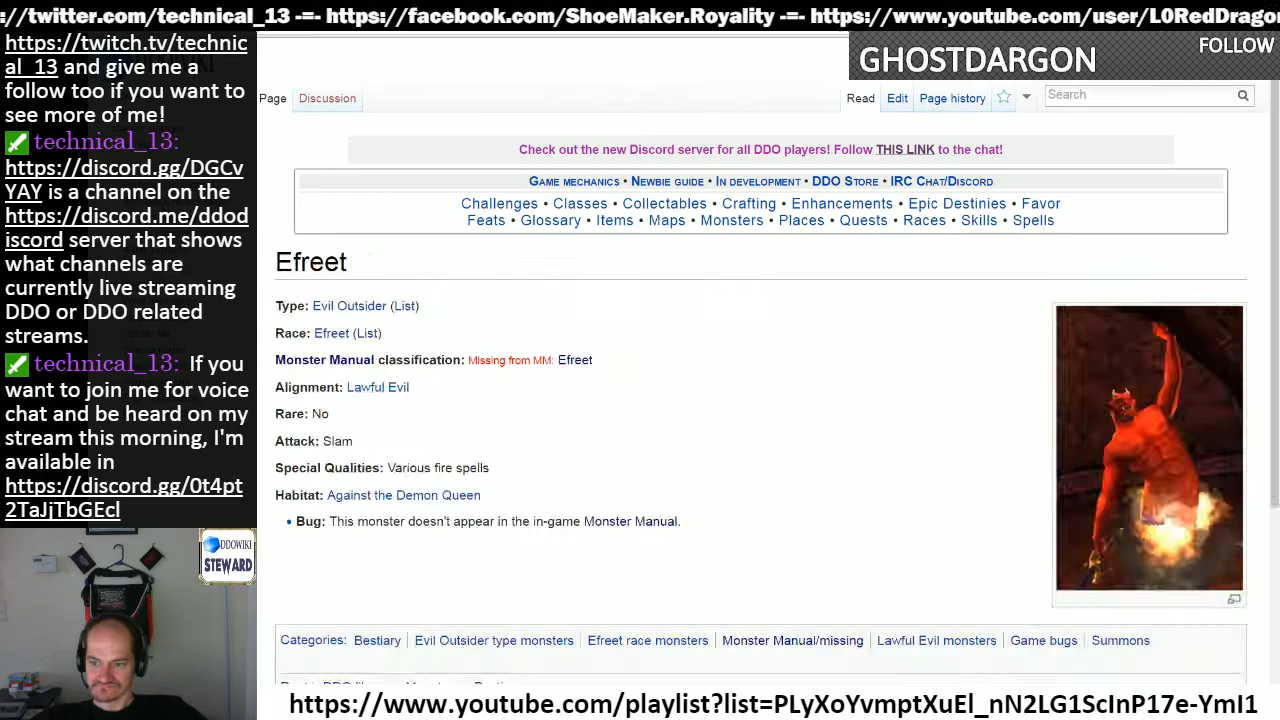 ://twitter.com/technical_13 -=- https://facebook.com/ShoeMaker.Royality -=- https://www.youtube.com/user/L0RedDrago
https://twitch.tv/technic
al_13 and give me a
follow too if you want to
see more of me!
technical_13:
https://discord.gg/DGCv
YAY is a channel on the
https://discord.me/ddod
iscord server that shows
what channels are
currently live streaming
DDO or DDO related
streams.
technical_13: If you
want to join me for voice
chat and be heard on my
stream this morning, I'm
available in
https://discord.gg/0t4pt
2TaJjTbGEcl
DDOWIKI
STEWARD
GHOSTDARGON
FOLLOW
Page Discussion
Read Edit Page history
Search
Check out the new Discord server for all DDO players! Follow THIS LINK to the chat!
Game mechanics • Newbie guide • In development • DDO Store • IRC Chat/Discord
Challenges • Classes • Collectables • Crafting • Enhancements • Epic Destinies • Favor
Feats • Glossary • Items • Maps • Monsters • Places • Quests • Races • Skills • Spells
Efreet
Type: Evil Outsider (List)
Race: Efreet (List)
Monster Manual classification: Missing from MM: Efreet
Alignment: Lawful Evil
Rare: No
Attack: Slam
Special Qualities: Various fire spells
Habitat: Against the Demon Queen
• Bug: This monster doesn't appear in the in-game Monster Manual.
Categories: Bestiary | Evil Outsider type monsters | Efreet race monsters | Monster Manual/missing | Lawful Evil monsters | Game bugs | Summons
https://www.youtube.com/playlist?list=PLyXoYvmptXuEl_nN2LG1ScInP17e-YmI1